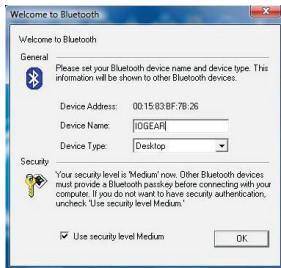 Welcome to Bluetooth
Welcome to Bluetooth
General
Please set your Bluetooth device name and device type. This
information will be shown to other Bluetooth devices.
Device Address: 00:15:83:BF:7B:26
Device Name: IOGEAR
Device Type: Desktop
Security
Your security level is 'Medium' now. Other Bluetooth devices
must provide a Bluetooth passkey before connecting with your
computer. If you do not want to have security authentication,
uncheck 'Use security level Medium.'
Use security level Medium
OK